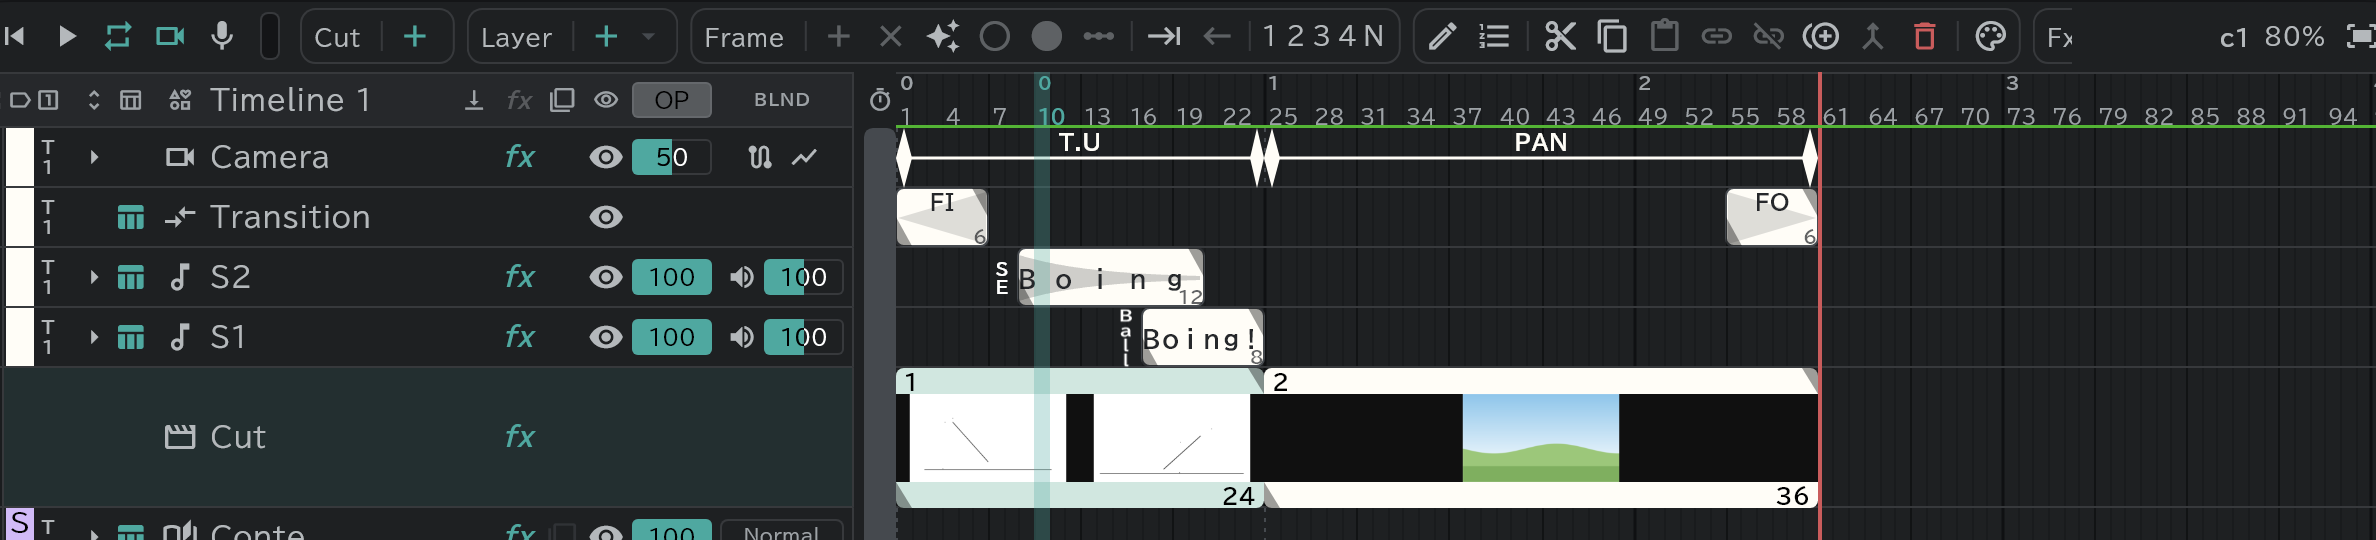 Cut + Layer + Frame 1 2 3 4 N Fx c1 80%
1 Timeline 1 fx OP BLND
0 0 1 2 3
1 4 7 10 13 16 19 22 25 28 31 34 37 40 43 46 49 52 55 58 61 64 67 70 73 76 79 82 85 88 91 94
T 1 Camera fx 50 T.U PAN
T 1 Transition FI 6 FO 6
T 1 S2 fx 100 100 SE Boing 12
T 1 S1 fx 100 100 Ball Boing! 8
Cut fx 1 24 2 36
S T Conte fx 100 Normal